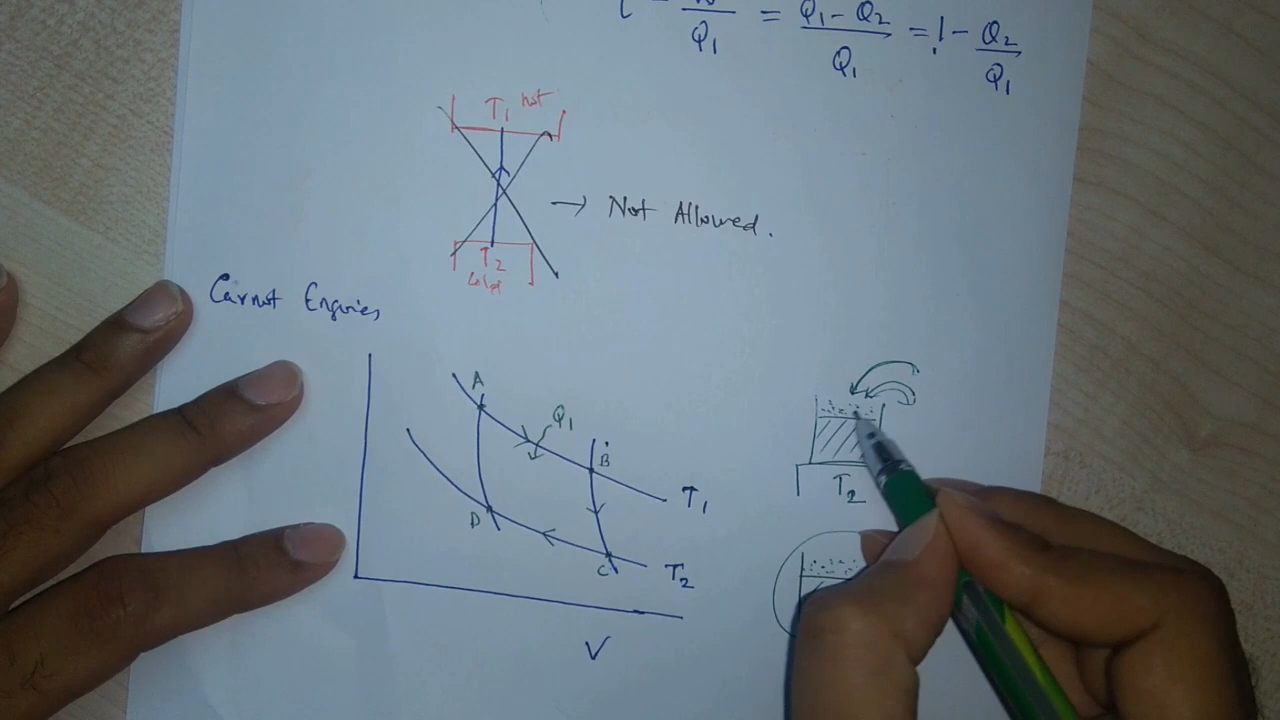 = Q1 - Q2 / Q1 = 1 - Q2 / Q1
Q1
T1 hot
→ Not Allowed.
T2
cold
Carnot Engines
A
Q1
B
T1
D
C
T2
V
T2